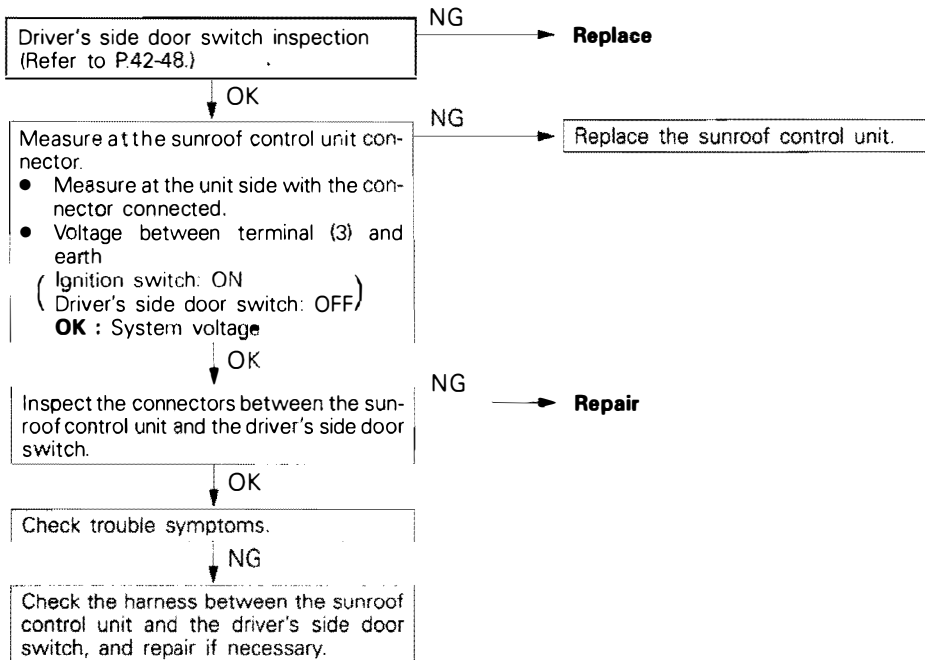 NG
Driver's side door switch inspection
Replace
(Refer to P.42-48.)
OK
NG
Measure at the sunroof control unit con-
nector.
Replace the sunroof control unit.
● Measure at the unit side with the con-
nector connected.
● Voltage between terminal (3) and
earth
( Ignition switch: ON
Driver's side door switch: OFF )
OK : System voltage
OK
NG
Inspect the connectors between the sun-
roof control unit and the driver's side door
switch.
Repair
OK
Check trouble symptoms.
NG
Check the harness between the sunroof
control unit and the driver's side door
switch, and repair if necessary.